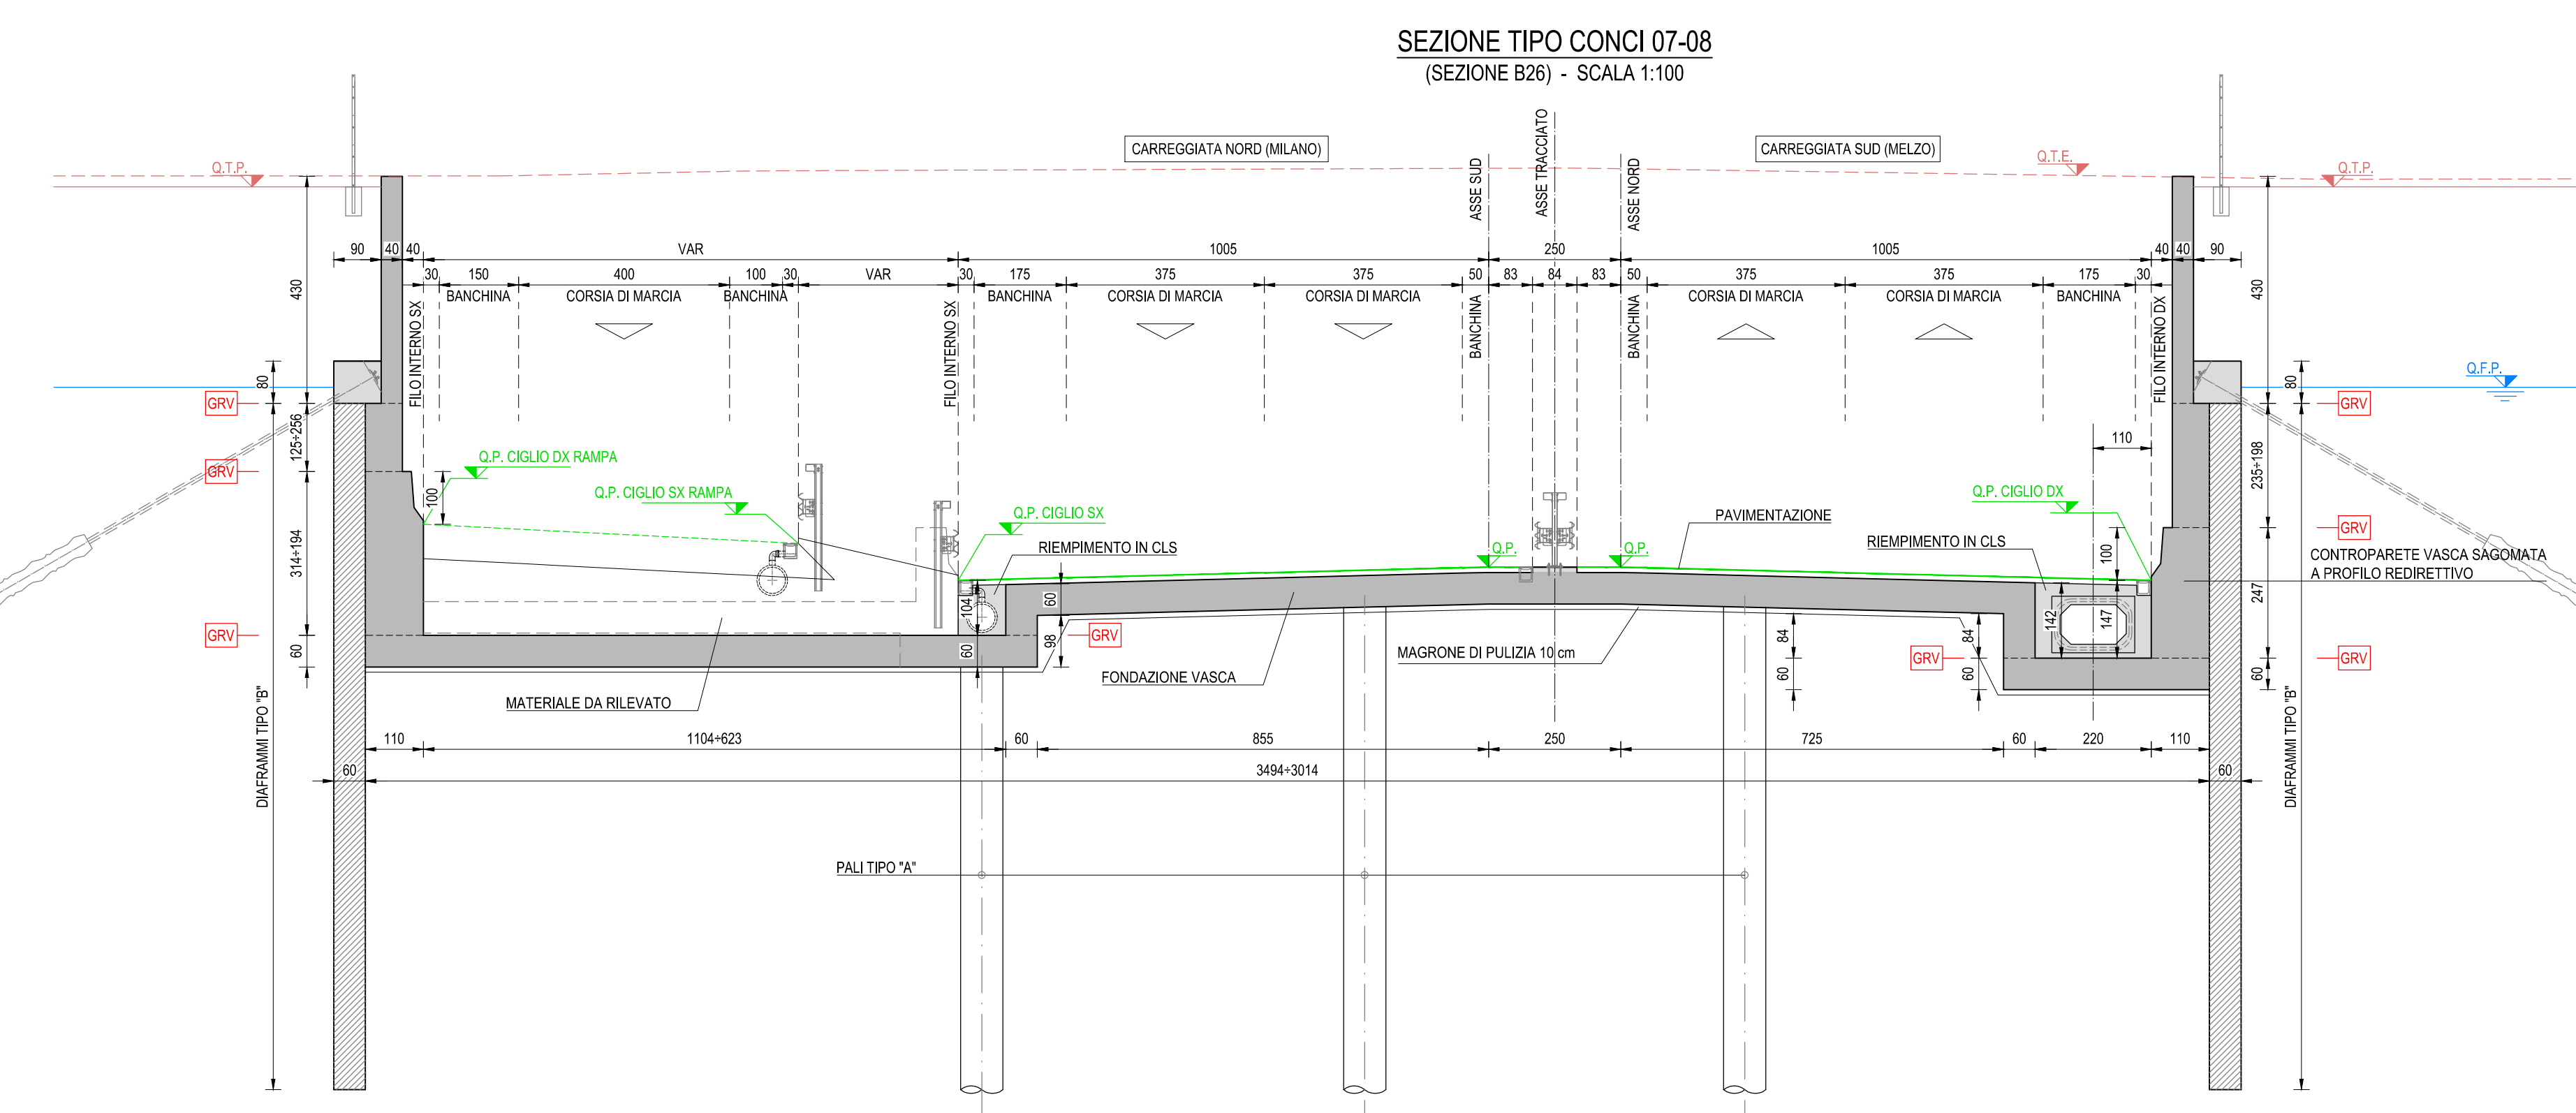 SEZIONE TIPO CONCI 07-08
(SEZIONE B26) - SCALA 1:100
CARREGGIATA NORD (MILANO)
CARREGGIATA SUD (MELZO)
Q.T.P.
Q.T.E.
Q.T.P.
ASSE SUD
ASSE TRACCIATO
ASSE NORD
90
40
40
VAR
1005
250
1005
40
40
90
30
150
400
100
30
VAR
30
175
375
375
50
83
84
83
50
375
375
175
30
BANCHINA
CORSIA DI MARCIA
BANCHINA
BANCHINA
CORSIA DI MARCIA
CORSIA DI MARCIA
BANCHINA
BANCHINA
CORSIA DI MARCIA
CORSIA DI MARCIA
BANCHINA
FILO INTERNO SX
FILO INTERNO SX
FILO INTERNO DX
430
80
125÷256
314÷194
60
430
80
235÷198
247
60
Q.F.P.
GRV
GRV
GRV
GRV
GRV
GRV
GRV
GRV
110
Q.P. CIGLIO DX RAMPA
100
Q.P. CIGLIO SX RAMPA
Q.P. CIGLIO SX
Q.P. CIGLIO DX
PAVIMENTAZIONE
Q.P.
Q.P.
RIEMPIMENTO IN CLS
RIEMPIMENTO IN CLS
100
CONTROPARETE VASCA SAGOMATA
A PROFILO REDIRETTIVO
104
60
60
98
84
60
84
60
142
147
MAGRONE DI PULIZIA 10 cm
FONDAZIONE VASCA
MATERIALE DA RILEVATO
DIAFRAMMI TIPO "B"
DIAFRAMMI TIPO "B"
110
1104÷623
60
855
250
725
60
220
110
60
3494÷3014
60
PALI TIPO "A"